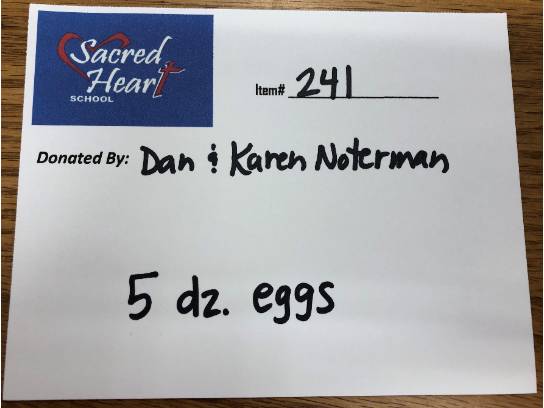 Sacred
Heart
SCHOOL
Item# 241
Donated By: Dan & Karen Noterman
5 dz. eggs